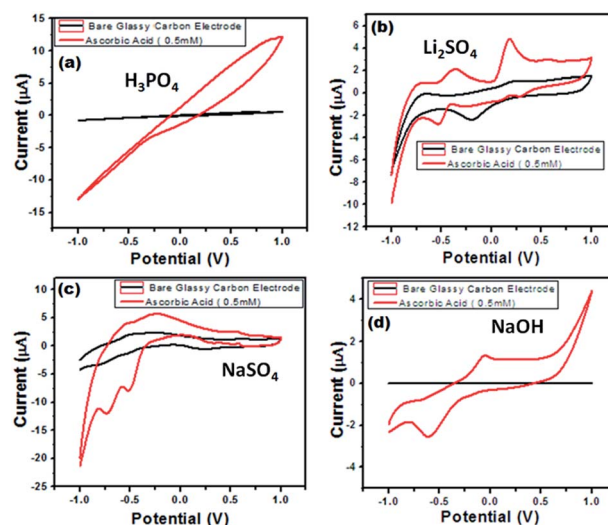 (a)
Bare Glassy Carbon Electrode
Ascorbic Acid ( 0.5mM)
H₃PO₄
Current (µA)
15
10
5
0
-5
-10
-15
-1.0 -0.5 0.0 0.5 1.0
Potential (V)
(b)
Li₂SO₄
Bare Glassy Carbon Electrode
Ascorbic Acid ( 0.5mM)
Current (µA)
6
4
2
0
-2
-4
-6
-8
-10
-12
-1.0 -0.5 0.0 0.5 1.0
Potential (V)
(c)
Bare Glassy Carbon Electrode
Ascorbic Acid ( 0.5mM)
NaSO₄
Current (µA)
10
5
0
-5
-10
-15
-20
-25
-1.0 -0.5 0.0 0.5 1.0
Potential (V)
Bare Glassy Carbon Electrode
Ascorbic Acid ( 0.5mM)
(d)
NaOH
Current (µA)
4
2
0
-2
-4
-1.0 -0.5 0.0 0.5 1.0
Potential (V)